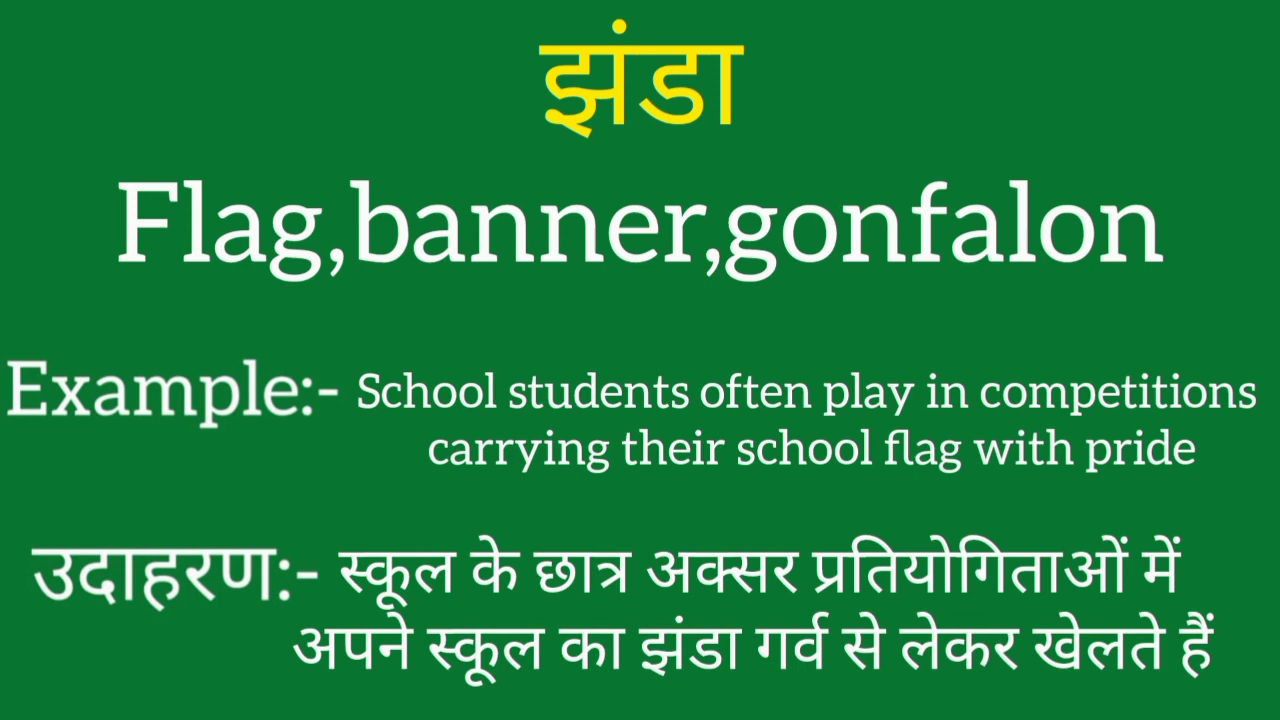 झंडा
Flag,banner,gonfalon
Example:- School students often play in competitions
carrying their school flag with pride
उदाहरण:- स्कूल के छात्र अक्सर प्रतियोगिताओं में
अपने स्कूल का झंडा गर्व से लेकर खेलते हैं